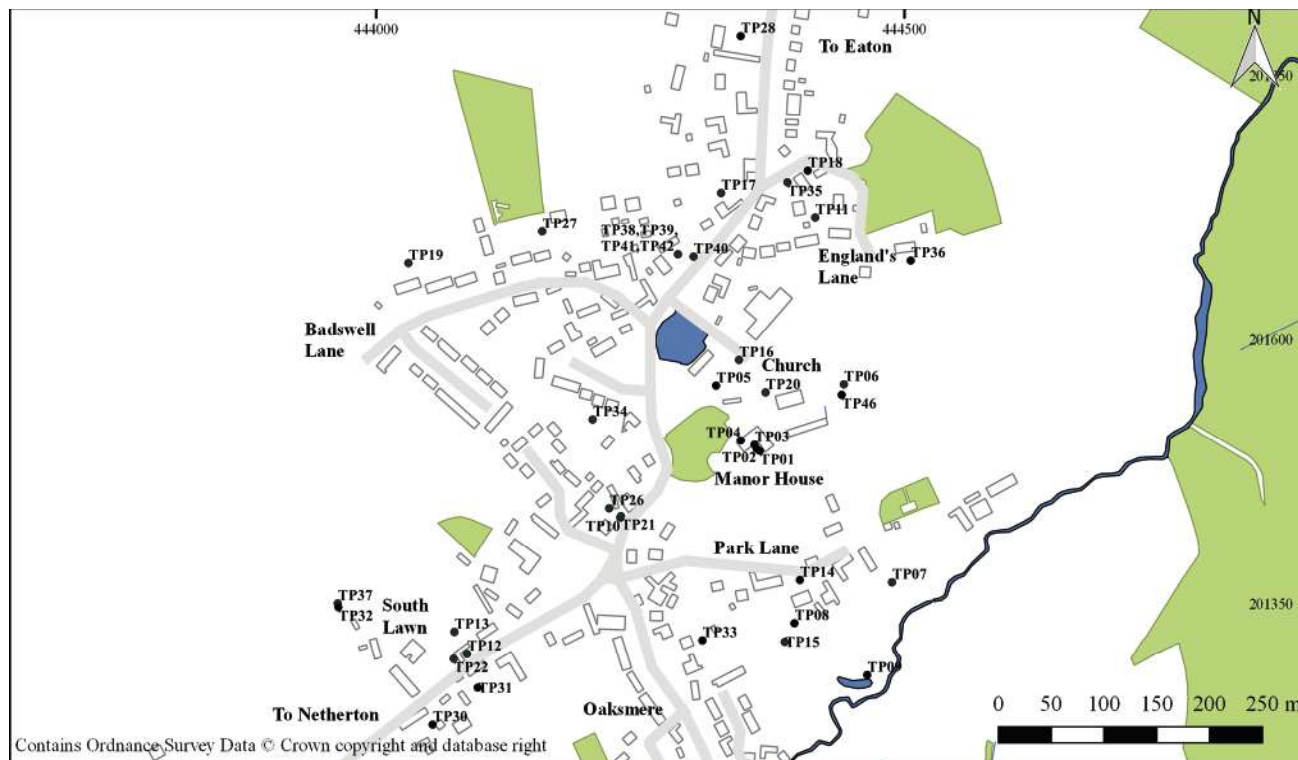 444000
444500
N
TP28
To Eaton
201850
TP18
TP17
TP35
TP11
TP27
TP38,TP39,
TP41,TP42
TP40
England's
Lane
TP36
TP19
Badswell
Lane
201600
TP16
Church
TP05
TP20
TP06
TP46
TP34
TP04
TP03
TP02
TP01
Manor House
TP26
TP10
TP21
Park Lane
TP14
TP07
TP37
TP32
South
Lawn
201350
TP13
TP08
TP12
TP33
TP15
TP22
TP09
TP31
To Netherton
Oaksmere
TP30
0 50 100 150 200 250 m
Contains Ordnance Survey Data © Crown copyright and database right